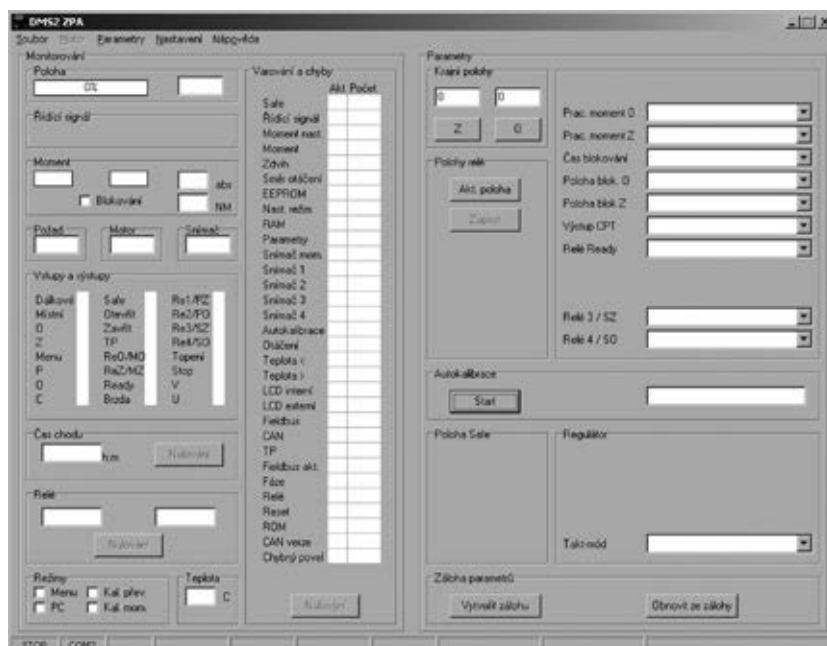 DMS2 ZPA
Soubor Motor Parametry Nastavení Nápověda
Monitorování
Poloha
0%
Řídicí signál
Moment
abs
Blokování
NM
Požad. Motor Snímač
Vstupy a výstupy
Dálkové Safe Re1/PZ
Místní Otevřít Re2/PO
O Zavřít Re3/SZ
Z TP Re4/SO
Menu ReO/MO Topení
P ReZ/MZ Stop
O Ready V
C Brzda U
Čas chodu
h:m Nulování
Relé
Nulování
Režimy
Menu Kal. přev.
PC Kal. mom.
Teplota
C
Varování a chyby
Akt. Počet
Safe
Řídicí signál
Moment nast.
Moment
Zdvih
Směr otáčení
EEPROM
Nast. režim
RAM
Parametry
Snímač mom.
Snímač 1
Snímač 2
Snímač 3
Snímač 4
Autokalibrace
Otáčení
Teplota <
Teplota >
LCD interní
LCD externí
Fieldbus
CAN
TP
Fieldbus akt.
Fáze
Relé
Reset
ROM
CAN verze
Chybný povel
Nulování
Parametry
Krajní polohy
0 0
Z O
Polohy relé
Akt. poloha
Zapsat
Prac. moment O
Prac. moment Z
Čas blokování
Poloha blok. O
Poloha blok. Z
Výstup CPT
Relé Ready
Relé 3 / SZ
Relé 4 / SO
Autokalibrace
Start
Poloha Safe
Regulátor
Takt-mód
Záloha parametrů
Vytvořit zálohu Obnovit ze zálohy
STOP COM2